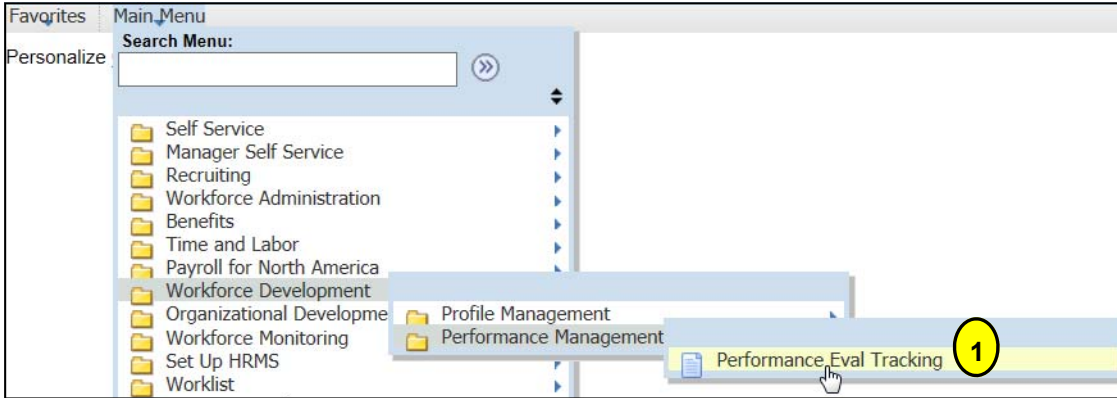 Favorites Main Menu
Search Menu:
Personalize
Self Service
Manager Self Service
Recruiting
Workforce Administration
Benefits
Time and Labor
Payroll for North America
Workforce Development
Organizational Developme Profile Management
Workforce Monitoring Performance Management
Set Up HRMS Performance Eval Tracking 1
Worklist